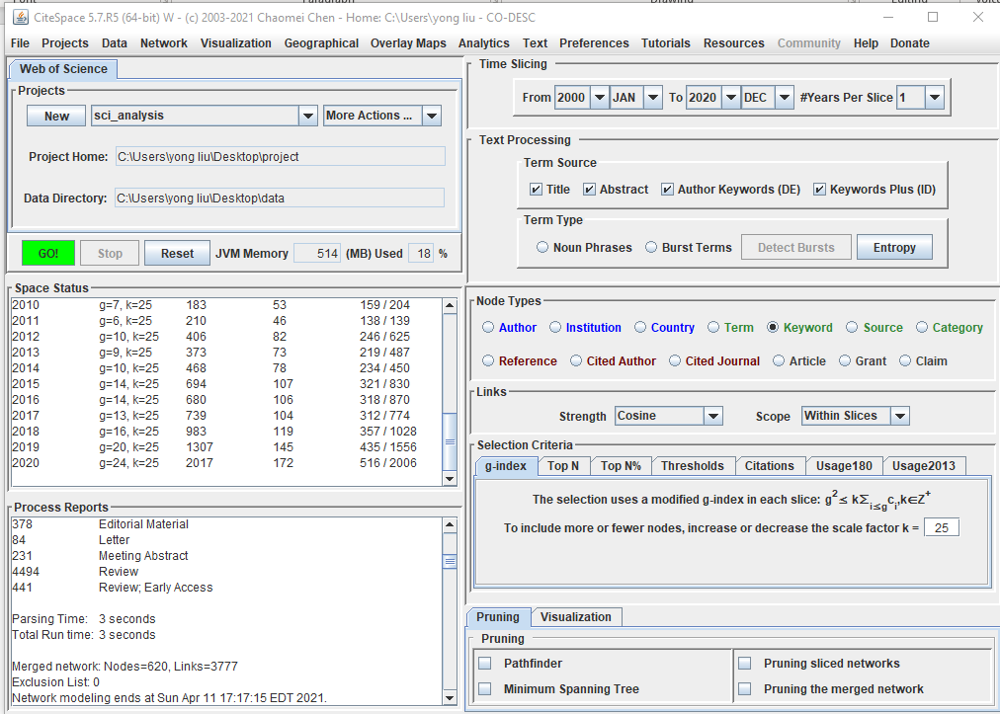 CiteSpace 5.7.R5 (64-bit) W - (c) 2003-2021 Chaomei Chen - Home: C:\Users\yong liu - CO-DESC
File Projects Data Network Visualization Geographical Overlay Maps Analytics Text Preferences Tutorials Resources Community Help Donate
Web of Science
Projects
New sci_analysis More Actions ...
Project Home: C:\Users\yong liu\Desktop\project
Data Directory: C:\Users\yong liu\Desktop\data
GO! Stop Reset JVM Memory 514 (MB) Used 18 %
Space Status
2010 g=7, k=25 183 53 159 / 204
2011 g=6, k=25 210 46 138 / 139
2012 g=10, k=25 406 82 246 / 625
2013 g=9, k=25 373 73 219 / 487
2014 g=10, k=25 468 78 234 / 450
2015 g=14, k=25 694 107 321 / 830
2016 g=14, k=25 680 106 318 / 870
2017 g=13, k=25 739 104 312 / 774
2018 g=16, k=25 983 119 357 / 1028
2019 g=20, k=25 1307 145 435 / 1556
2020 g=24, k=25 2017 172 516 / 2006
Process Reports
378 Editorial Material
84 Letter
231 Meeting Abstract
4494 Review
441 Review; Early Access
Parsing Time: 3 seconds
Total Run time: 3 seconds
Merged network: Nodes=620, Links=3777
Exclusion List: 0
Network modeling ends at Sun Apr 11 17:17:15 EDT 2021.
Time Slicing
From 2000 JAN To 2020 DEC #Years Per Slice 1
Text Processing
Term Source
Title Abstract Author Keywords (DE) Keywords Plus (ID)
Term Type
Noun Phrases Burst Terms Detect Bursts Entropy
Node Types
Author Institution Country Term Keyword Source Category
Reference Cited Author Cited Journal Article Grant Claim
Links
Strength Cosine Scope Within Slices
Selection Criteria
g-index Top N Top N% Thresholds Citations Usage180 Usage2013
The selection uses a modified g-index in each slice: g²≤ kΣi≤g ci,k∈Z⁺
To include more or fewer nodes, increase or decrease the scale factor k = 25
Pruning Visualization
Pruning
Pathfinder Pruning sliced networks
Minimum Spanning Tree Pruning the merged network